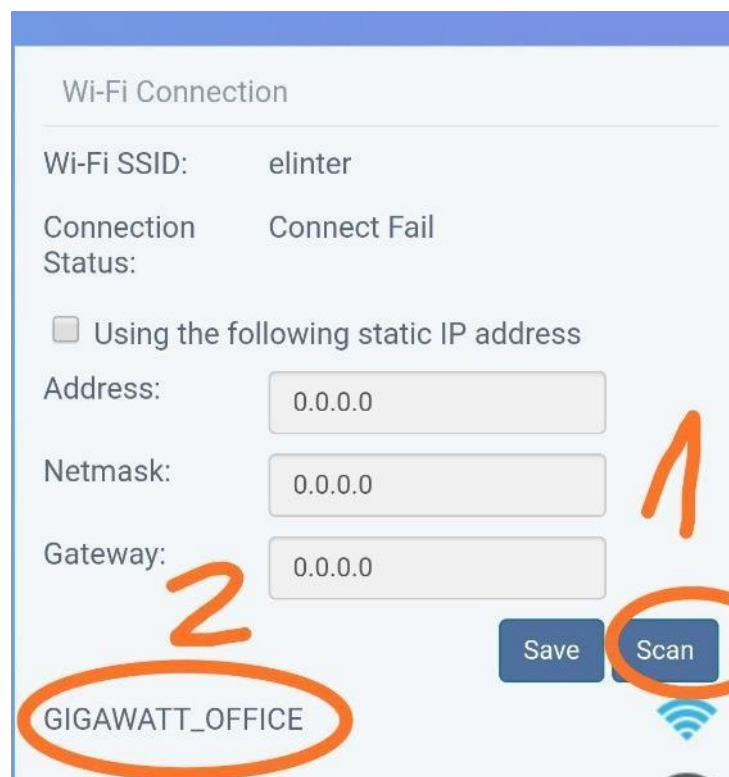 Wi-Fi Connection
Wi-Fi SSID: elinter
Connection Status: Connect Fail
Using the following static IP address
Address: 0.0.0.0
1
Netmask: 0.0.0.0
Gateway: 0.0.0.0
2
Save Scan
GIGAWATT_OFFICE